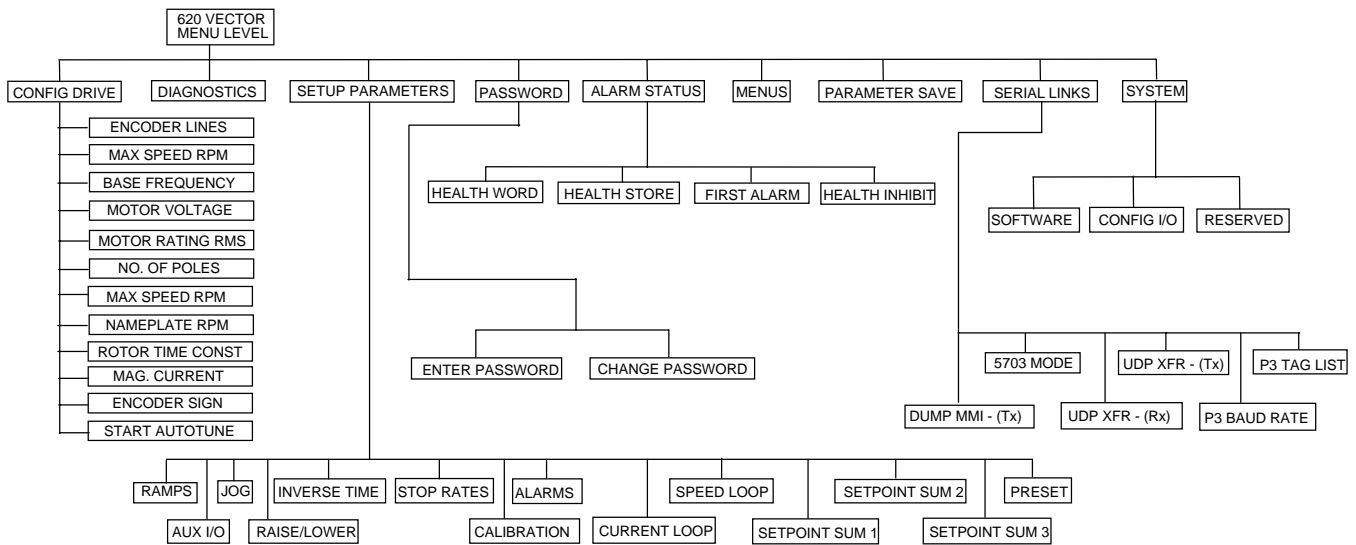 620 VECTOR
MENU LEVEL
CONFIG DRIVE
DIAGNOSTICS
SETUP PARAMETERS
PASSWORD
ALARM STATUS
MENUS
PARAMETER SAVE
SERIAL LINKS
SYSTEM
ENCODER LINES
MAX SPEED RPM
BASE FREQUENCY
MOTOR VOLTAGE
MOTOR RATING RMS
NO. OF POLES
MAX SPEED RPM
NAMEPLATE RPM
ROTOR TIME CONST
MAG. CURRENT
ENCODER SIGN
START AUTOTUNE
HEALTH WORD
HEALTH STORE
FIRST ALARM
HEALTH INHIBIT
SOFTWARE
CONFIG I/O
RESERVED
ENTER PASSWORD
CHANGE PASSWORD
5703 MODE
UDP XFR - (Tx)
P3 TAG LIST
DUMP MMI - (Tx)
UDP XFR - (Rx)
P3 BAUD RATE
RAMPS
JOG
INVERSE TIME
STOP RATES
ALARMS
SPEED LOOP
SETPOINT SUM 2
PRESET
AUX I/O
RAISE/LOWER
CALIBRATION
CURRENT LOOP
SETPOINT SUM 1
SETPOINT SUM 3